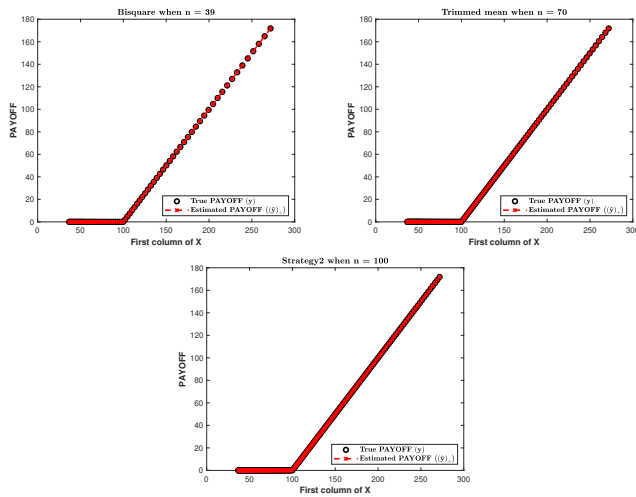 Bisquare when n = 39
180
160
140
120
100
80
60
40
20
0
PAYOFF
True PAYOFF (y)
Estimated PAYOFF ((ŷ)₊)
0 50 100 150 200 250 300
First column of X
Trimmed mean when n = 70
180
160
140
120
100
80
60
40
20
0
PAYOFF
True PAYOFF (y)
Estimated PAYOFF ((ŷ)₊)
0 50 100 150 200 250 300
First column of X
Strategy2 when n = 100
180
160
140
120
100
80
60
40
20
0
PAYOFF
True PAYOFF (y)
Estimated PAYOFF ((ŷ)₊)
0 50 100 150 200 250 300
First column of X